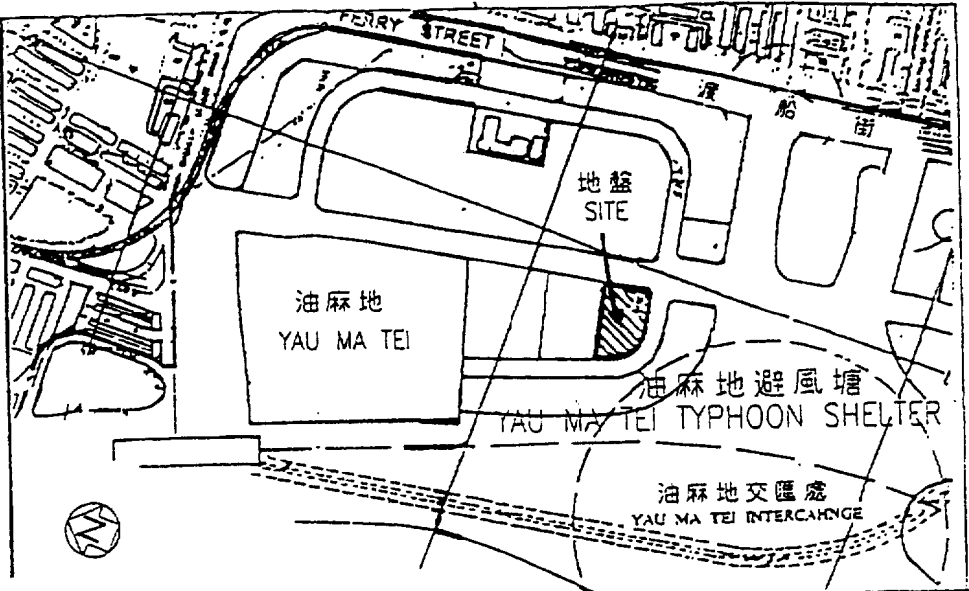 FERRY STREET
渡船街
地盤
SITE
油麻地
YAU MA TEI
油麻地避風塘
YAU MA TEI TYPHOON SHELTER
油麻地交匯處
YAU MA TEI INTERCAHNGE